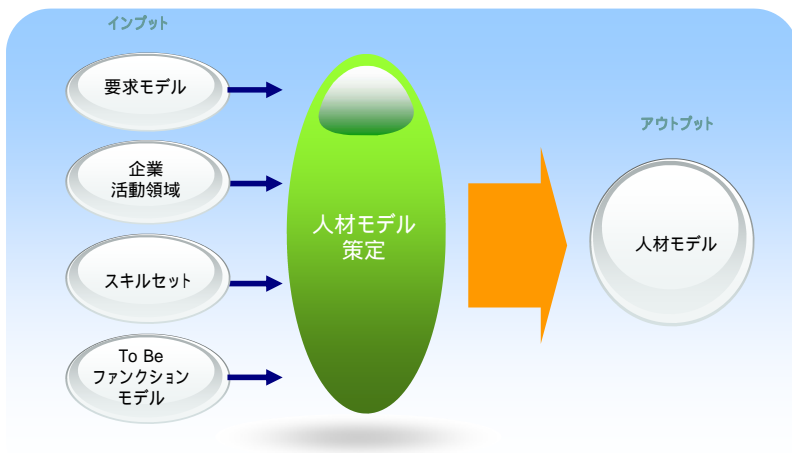 インプット
要求モデル
企業
活動領域
スキルセット
To Be
ファンクション
モデル
人材モデル
策定
アウトプット
人材モデル